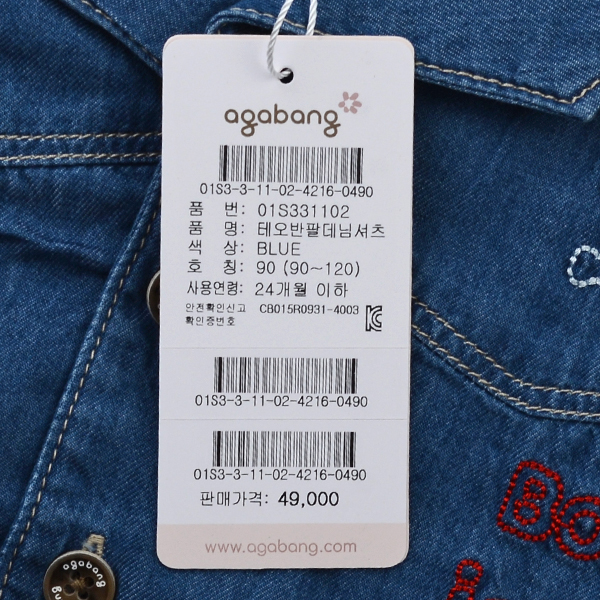 agabang
01S3-3-11-02-4216-0490
품 번: 01S331102
품 명: 테오반팔데님셔츠
색 상: BLUE
호 칭: 90 (90~120)
사용연령: 24개월 이하
안전확인신고 CB015R0931-4003
확인증번호
01S3-3-11-02-4216-0490
01S3-3-11-02-4216-0490
판매가격: 49,000
www.agabang.com
agabang